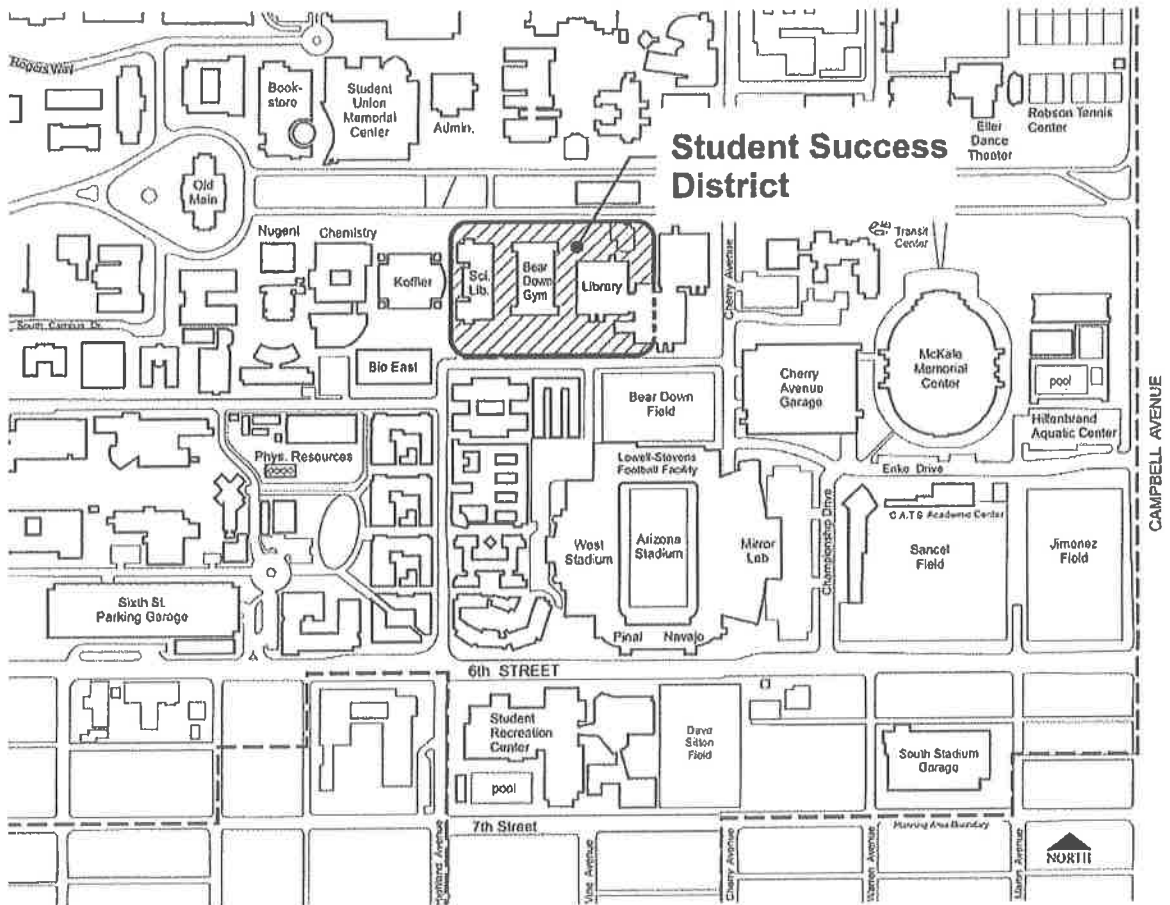 Rogers Way
Book-
store
Student
Union
Memorial
Center
Admin.
Eller
Dance
Theater
Robson Tennis
Center
Student Success
District
Old
Main
Nugent
Chemistry
Koffler
Sci.
Lib.
Bear
Down
Gym
Library
Cherry Avenue
Transit
Center
South Campus Dr.
Bio East
Bear Down
Field
Cherry
Avenue
Garage
McKale
Memorial
Center
pool
Hillenbrand
Aquatic Center
CAMPBELL AVENUE
Phys. Resources
Lowell-Stevens
Football Facility
Enke Drive
C.A.T.S Academic Center
West
Stadium
Arizona
Stadium
Mirror
Lab
Championship Drive
Sancet
Field
Jimenez
Field
Sixth St.
Parking Garage
Pinal
Navajo
6th STREET
Student
Recreation
Center
pool
Dave
Sitton
Field
South Stadium
Garage
7th Street
Planning Area Boundary
Highland Avenue
Vine Avenue
Cherry Avenue
Warren Avenue
Martin Avenue
NORTH